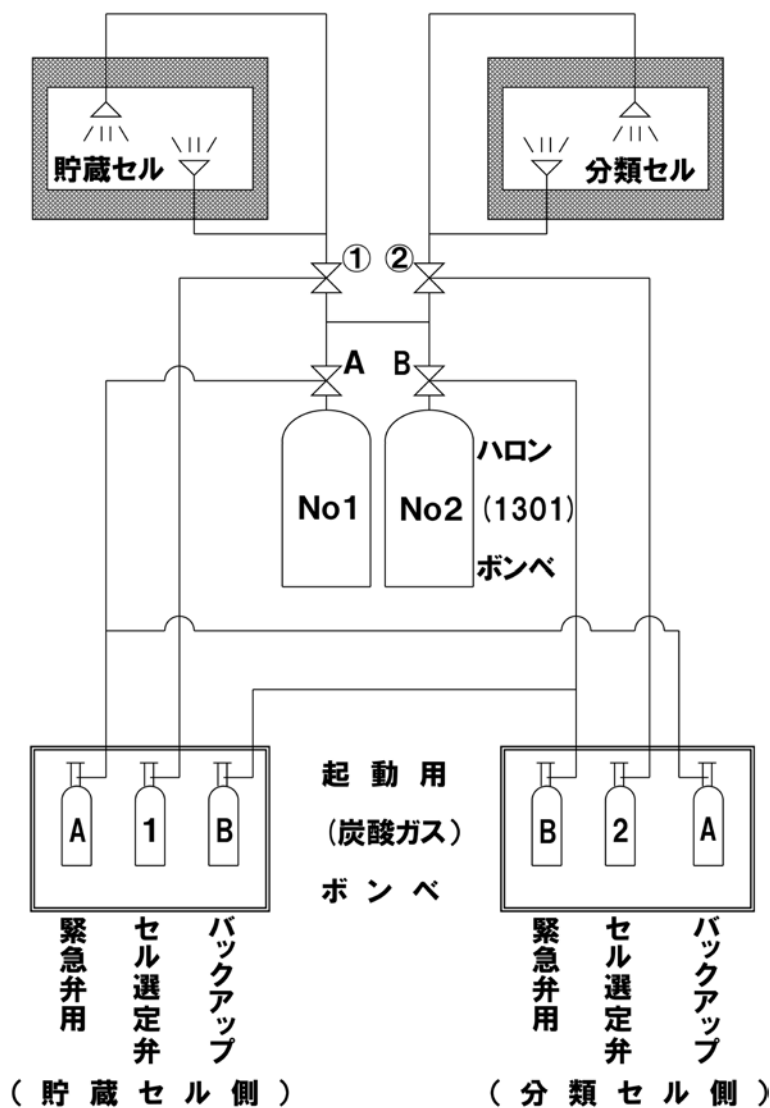 貯蔵セル
分類セル
①
②
A
B
No1
No2
ハロン
(1301)
ボンベ
起動用
(炭酸ガス)
ボンベ
A
1
B
B
2
A
緊急弁用
セル選定弁
バックアップ
緊急弁用
セル選定弁
バックアップ
(貯蔵セル側)
(分類セル側)